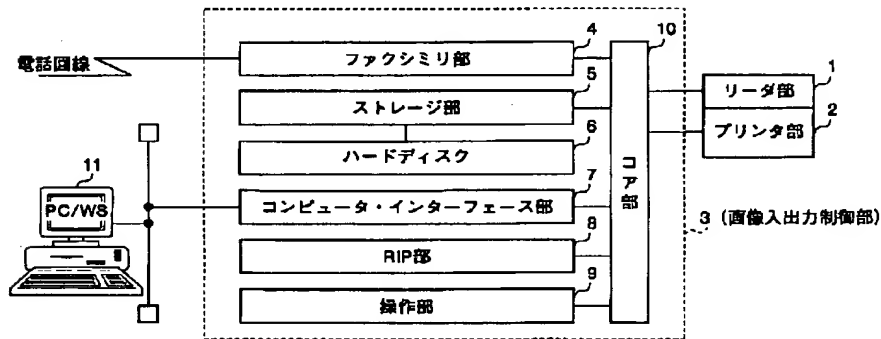 電話回線
4
ファクシミリ部
10
5
ストレージ部
6
ハードディスク
1
リーダ部
2
プリンタ部
コア部
11
PC/WS
7
コンピュータ・インターフェース部
3 (画像入出力制御部)
8
RIP部
9
操作部